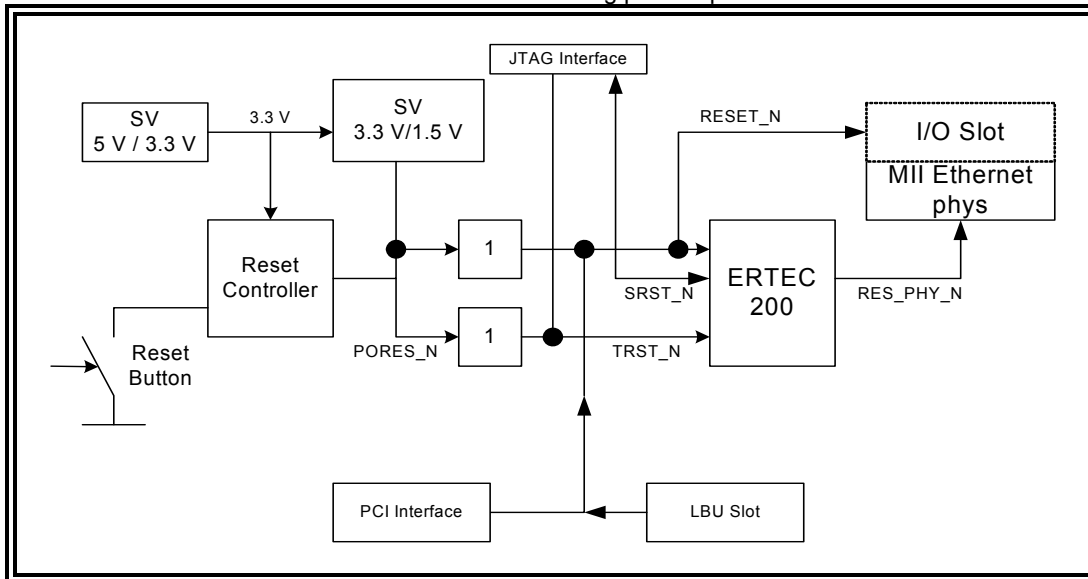 JTAG Interface
SV
5 V / 3.3 V
3.3 V
SV
3.3 V/1.5 V
RESET_N
I/O Slot
MII Ethernet
phys
Reset
Controller
1
SRST_N
ERTEC
200
RES_PHY_N
PORES_N
1
TRST_N
Reset
Button
PCI Interface
LBU Slot